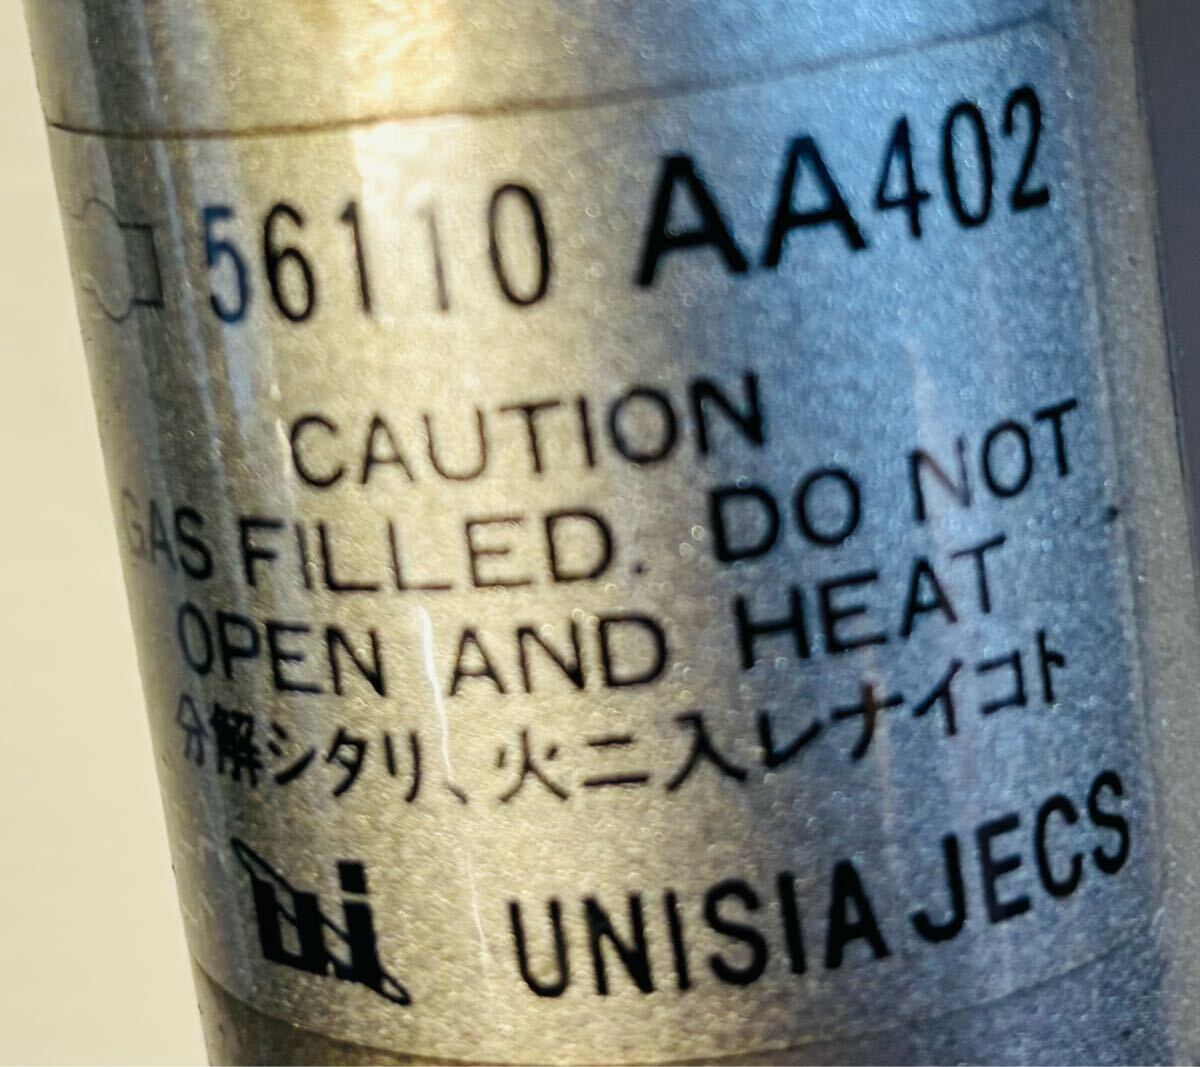 56110 AA402
CAUTION
GAS FILLED. DO NOT
OPEN AND HEAT
分解シタリ、火ニ入レナイコト
UJ UNISIA JECS